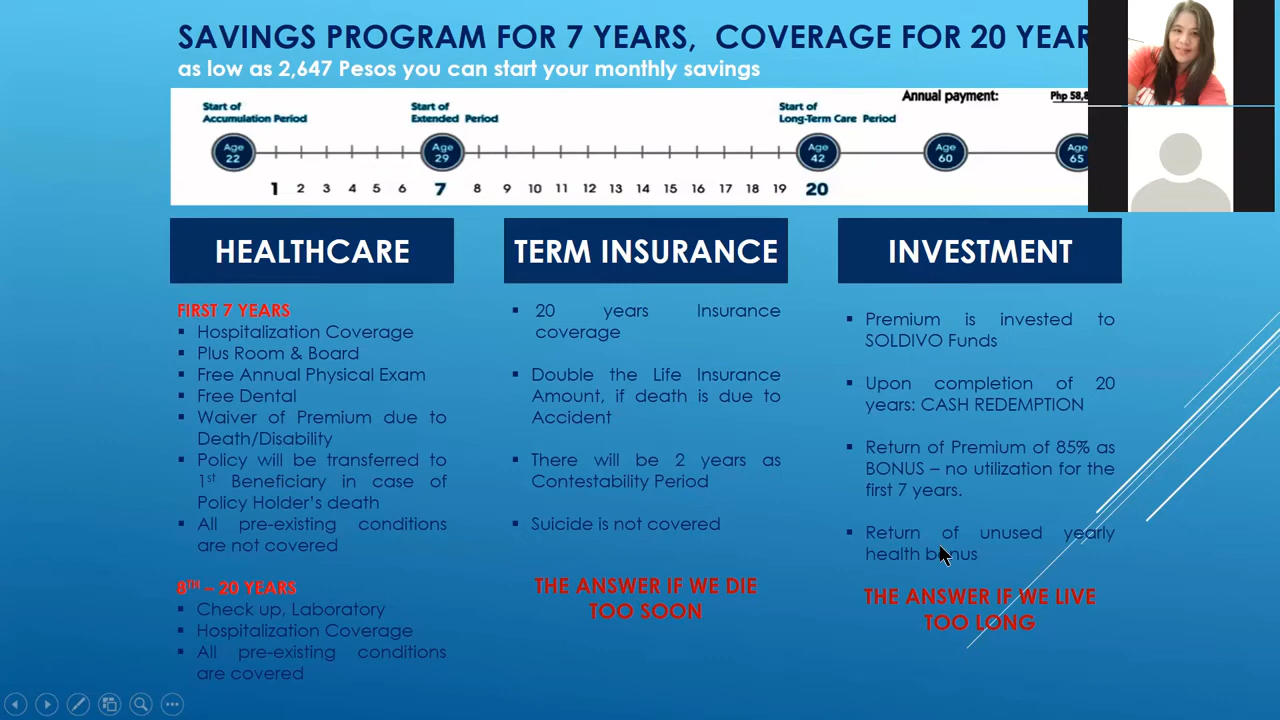 SAVINGS PROGRAM FOR 7 YEARS, COVERAGE FOR 20 YEAR
as low as 2,647 Pesos you can start your monthly savings
Annual payment: Php 58,8
Start of
Accumulation Period
Start of
Extended Period
Start of
Long-Term Care Period
Age 22
Age 29
Age 42
Age 60
Age 65
1 2 3 4 5 6 7 8 9 10 11 12 13 14 15 16 17 18 19 20
HEALTHCARE
FIRST 7 YEARS
▪ Hospitalization Coverage
▪ Plus Room & Board
▪ Free Annual Physical Exam
▪ Free Dental
▪ Waiver of Premium due to
Death/Disability
▪ Policy will be transferred to
1st Beneficiary in case of
Policy Holder's death
▪ All pre-existing conditions
are not covered
8TH – 20 YEARS
▪ Check up, Laboratory
▪ Hospitalization Coverage
▪ All pre-existing conditions
are covered
TERM INSURANCE
▪ 20 years Insurance
coverage
▪ Double the Life Insurance
Amount, if death is due to
Accident
▪ There will be 2 years as
Contestability Period
▪ Suicide is not covered
THE ANSWER IF WE DIE
TOO SOON
INVESTMENT
▪ Premium is invested to
SOLDIVO Funds
▪ Upon completion of 20
years: CASH REDEMPTION
▪ Return of Premium of 85% as
BONUS – no utilization for the
first 7 years.
▪ Return of unused yearly
health bonus
THE ANSWER IF WE LIVE
TOO LONG